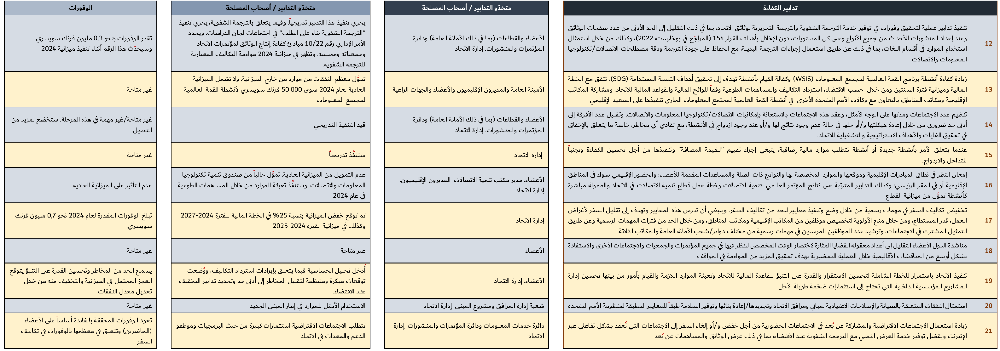 تدابير الكفاءة
متخذو التدابير / أصحاب المصلحة
متخذو التدابير / أصحاب المصلحة
الوفورات
12
تنفيذ تدابير عملية لتحقيق وفورات في توفير خدمة الترجمة الشفوية والترجمة التحريرية لوثائق الاتحاد، بما في ذلك التقليل إلى الحد الأدنى من عدد صفحات الوثائق
وعند إعداد المنشورات للأحداث من جميع الأنواع وعلى كل المستويات، دون الإخلال بأهداف القرار 154 (المراجَع في بوخارست، 2022)، وكذلك من خلال استمثال
استخدام الموارد في أقسام اللغات، بما في ذلك عن طريق استعمال إجراءات الترجمة البديلة، مع الحفاظ على جودة الترجمة ودقة مصطلحات الاتصالات/تكنولوجيا
المعلومات والاتصالات
الأعضاء والقطاعات (بما في ذلك الأمانة العامة) ودائرة
المؤتمرات والمنشورات. إدارة الاتحاد
يجري تنفيذ هذا التدبير تدريجياً. وفيما يتعلق بالترجمة الشفوية، يجري تنفيذ
"الترجمة الشفوية بناء على الطلب" في اجتماعات لجان الدراسات. ويحدد
الأمر الإداري رقم 10/22 مبادئ كفاءة إنتاج الوثائق لمؤتمرات الاتحاد
وجمعياته ومجلسه. وتظهر في ميزانية 2024 مواءمة التكاليف المعيارية
للترجمة الشفوية.
تقدر الوفورات بنحو 0,3 مليون فرنك سويسري.
وسيحدَّث هذا الرقم أثناء تنفيذ ميزانية 2024
13
زيادة كفاءة أنشطة برنامج القمة العالمية لمجتمع المعلومات (WSIS) وكفالة القيام بأنشطة تهدف إلى تحقيق أهداف التنمية المستدامة (SDG)، تتفق مع الخطة
المالية وميزانية فترة السنتين ومن خلال، حسب الاقتضاء، استرداد التكاليف والمساهمات الطوعية وفقاً للوائح المالية والقواعد المالية للاتحاد. ومشاركة المكاتب
الإقليمية ومكاتب المناطق، بالتعاون مع وكالات الأمم المتحدة الأخرى، في أنشطة القمة العالمية لمجتمع المعلومات الجاري تنفيذها على الصعيد الإقليمي
الأمينة العامة والمديرون الإقليميون والأعضاء والجهات الراعية
تموَّل معظم النفقات من موارد من خارج الميزانية. ولا تشمل الميزانية
العادية لعام 2024 سوى 000 50 فرنك سويسري لأنشطة القمة العالمية
لمجتمع المعلومات
غير متاحة
14
تنظيم عدد الاجتماعات ومدتها على الوجه الأمثل، وعقد هذه الاجتماعات بالاستعانة بإمكانيات الاتصالات/تكنولوجيا المعلومات والاتصالات. وتقليل عدد الأفرقة إلى
أدنى حد ضروري من خلال إعادة هيكلتها و/أو حلها في حالة عدم وجود نتائج لها و/أو عند وجود ازدواج في الأنشطة، مع تفادي أي مخاطر، خاصة ما يتعلق بالإخفاق
في تحقيق الغايات والأهداف الاستراتيجية والتشغيلية للاتحاد.
الأعضاء والقطاعات (بما في ذلك الأمانة العامة) ودائرة
المؤتمرات والمنشورات. إدارة الاتحاد
قيد التنفيذ التدريجي
غير متاحة/غير مهمة في هذه المرحلة. ستخضع لمزيد من
التحليل.
15
عندما يتعلق الأمر بأنشطة جديدة أو أنشطة تتطلب موارد مالية إضافية، ينبغي إجراء تقييم "للقيمة المضافة" وتنفيذها من أجل تحسين الكفاءة وتجنباً
للتداخل والازدواج.
إدارة الاتحاد
ستنفَّذ تدريجياً
غير متاحة
16
إمعان النظر في نطاق المبادرات الإقليمية وموقعها والموارد المخصصة لها والنواتج ذات الصلة والمساعدات المقدمة للأعضاء؛ والحضور الإقليمي سواء في المناطق
الإقليمية أو في المقر الرئيسي؛ وكذلك التدابير المترتبة على نتائج المؤتمر العالمي لتنمية الاتصالات وخطة عمل قطاع تنمية الاتصالات في الاتحاد والممولة مباشرة
كأنشطة تموَّل من ميزانية القطاع
الأعضاء. مدير مكتب تنمية الاتصالات. المديرون الإقليميون.
إدارة الاتحاد
عدم التمويل من الميزانية العادية. تموَّل حالياً من صندوق تنمية تكنولوجيا
المعلومات والاتصالات. وستنفَّذ تعبئة الموارد من خلال المساهمات الطوعية
في عام 2024
عدم التأثير على الميزانية العادية
17
تخفيض تكاليف السفر في مهمات رسمية من خلال وضع وتنفيذ معايير للحد من تكاليف السفر. وينبغي أن تدرس هذه المعايير وتهدف إلى تقليل السفر لأغراض
العمل، قدر المستطاع، ومن خلال منح الأولوية لتخصيص موظفين من المكاتب الإقليمية ومكاتب المناطق، ومن خلال الحد من فترات المهمات الرسمية وعن طريق
التمثيل المشترك في الاجتماعات، وترشيد عدد الموظفين المرسلين في مهمات رسمية من مختلف دوائر/شعب الأمانة العامة والمكاتب الثلاثة.
إدارة الاتحاد
تم توقع خفض الميزانية بنسبة 25% في الخطة المالية للفترة 2024-2027
وكذلك في ميزانية الفترة 2024-2025
تبلغ الوفورات المقدرة لعام 2024 نحو 0,7 مليون فرنك
سويسري.
18
مناشدة الدول الأعضاء التقليل إلى أعداد معقولة القضايا المثارة لاختصار الوقت المخصص للنظر فيها في جميع المؤتمرات والجمعيات والاجتماعات الأخرى والاستفادة
بشكل أوسع من المناقشات الأقاليمية خلال العملية التحضيرية بهدف تحقيق المزيد من المواءمة في المواقف
الأعضاء
غير متاحة
غير متاحة
19
تنفيذ الاتحاد باستمرار للخطة الشاملة لتحسين الاستقرار والقدرة على التنبؤ للقاعدة المالية للاتحاد وتعبئة الموارد اللازمة والقيام بأمور من بينها تحسين إدارة
المشاريع المؤسسية الداخلية التي تحتاج إلى استثمارات ضخمة طويلة الأجل
الأعضاء. إدارة الاتحاد
أُدخل تحليل الحساسية فيما يتعلق بإيرادات استرداد التكاليف، ووُضعت
توقعات مبكرة ومنتظمة لتقليل المخاطر إلى أدنى حد وتحديد تدابير التخفيف
عند الاقتضاء.
يسمح الحد من المخاطر وتحسين القدرة على التنبؤ يتوقع
العجز المحتمل في الميزانية والتخفيف منه من خلال
تعديل معدل النفقات
20
استمثال النفقات المتعلقة بالصيانة والإصلاحات الاعتيادية لمباني ومرافق الاتحاد وتجديدها/إعادة بنائها وتوفير السلامة طبقاً للمعايير المطبقة لمنظومة الأمم المتحدة
شعبة إدارة المرافق ومشروع المبنى، إدارة الاتحاد
الاستخدام الأمثل للموارد في إطار المبنى الجديد
غير متاحة
21
زيادة استعمال الاجتماعات الافتراضية والمشاركة عن بُعد في الاجتماعات الحضورية من أجل خفض و/أو إلغاء السفر إلى الاجتماعات التي تُعقد بشكل تفاعلي عبر
الإنترنت ويفضل توفير خدمة العرض النصي مع الترجمة الشفوية عند الاقتضاء، بما في ذلك عرض الوثائق والمساهمات عن بُعد
دائرة خدمات المعلومات ودائرة المؤتمرات والمنشورات. إدارة
الاتحاد
تتطلب الاجتماعات الافتراضية استثمارات كبيرة من حيث البرمجيات وموظفو
الدعم والمعدات في الاتحاد
تعود الوفورات المحققة بالفائدة أساساً على الأعضاء
(الحاضرين) وتتعلق في معظمها بالوفورات في تكاليف
السفر